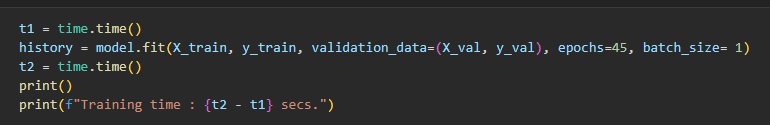 t1 = time.time()
history = model.fit(X_train, y_train, validation_data=(X_val, y_val), epochs=45, batch_size= 1)
t2 = time.time()
print()
print(f"Training time : {t2 - t1} secs.")